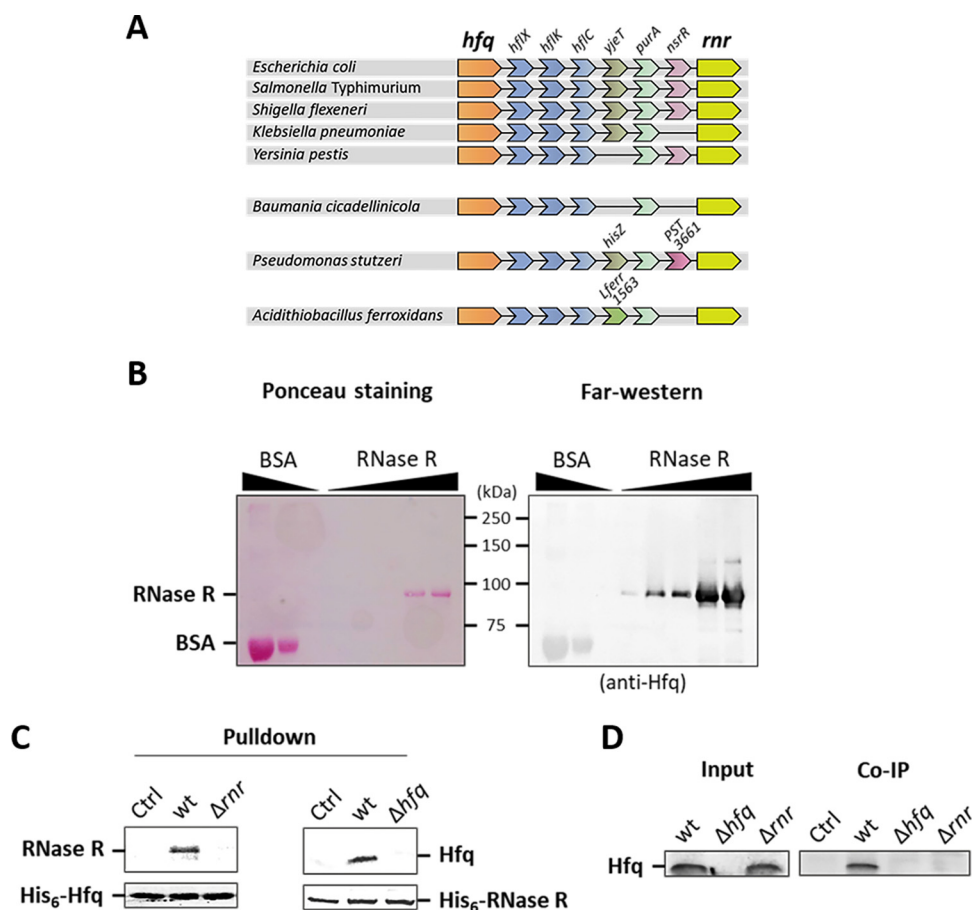 A
hfq hflX hflK hflC yjeT purA nsrR rnr
Escherichia coli
Salmonella Typhimurium
Shigella flexeneri
Klebsiella pneumoniae
Yersinia pestis
Baumania cicadellinicola
hisZ PST 3661
Pseudomonas stutzeri
Lferr 1563
Acidithiobacillus ferroxidans
B
Ponceau staining Far-western
BSA RNase R BSA RNase R
(kDa)
250
150
RNase R 100
75
BSA
(anti-Hfq)
C
Pulldown
Ctrl wt Δrnr Ctrl wt Δhfq
RNase R Hfq
His6-Hfq His6-RNase R
D
Input Co-IP
wt Δhfq Δrnr Ctrl wt Δhfq Δrnr
Hfq